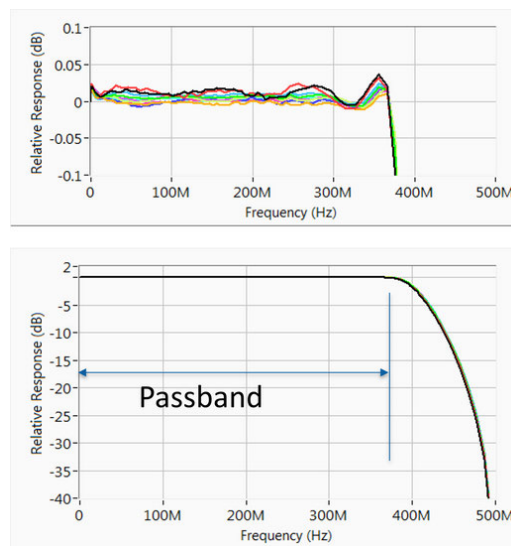 Relative Response (dB)
0.1
0.05
0
-0.05
-0.1
0
100M
200M
300M
400M
500M
Frequency (Hz)
Relative Response (dB)
2
-5
-10
-15
-20
-25
-30
-35
-40
Passband
0
100M
200M
300M
400M
500M
Frequency (Hz)